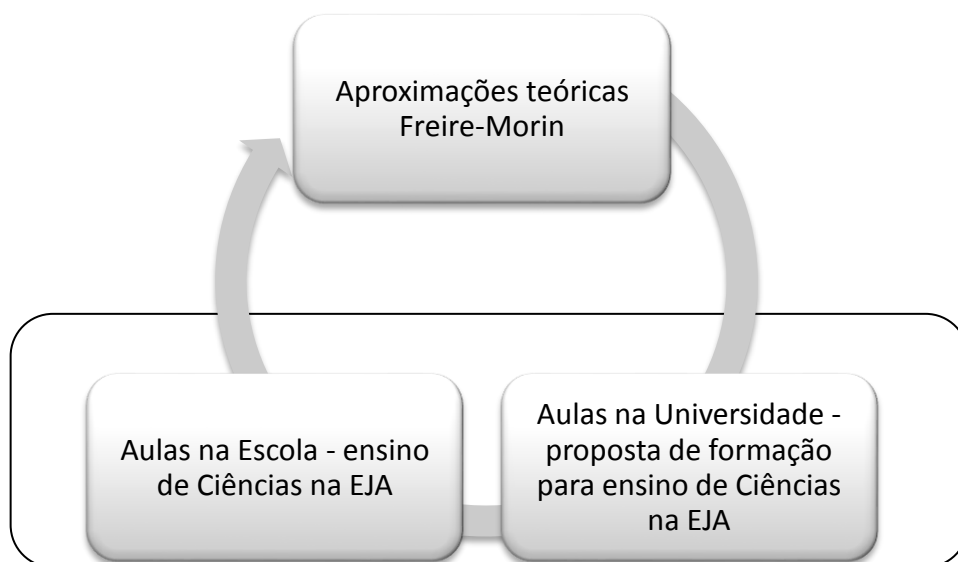 Aproximações teóricas
Freire-Morin
Aulas na Escola - ensino
de Ciências na EJA
Aulas na Universidade -
proposta de formação
para ensino de Ciências
na EJA